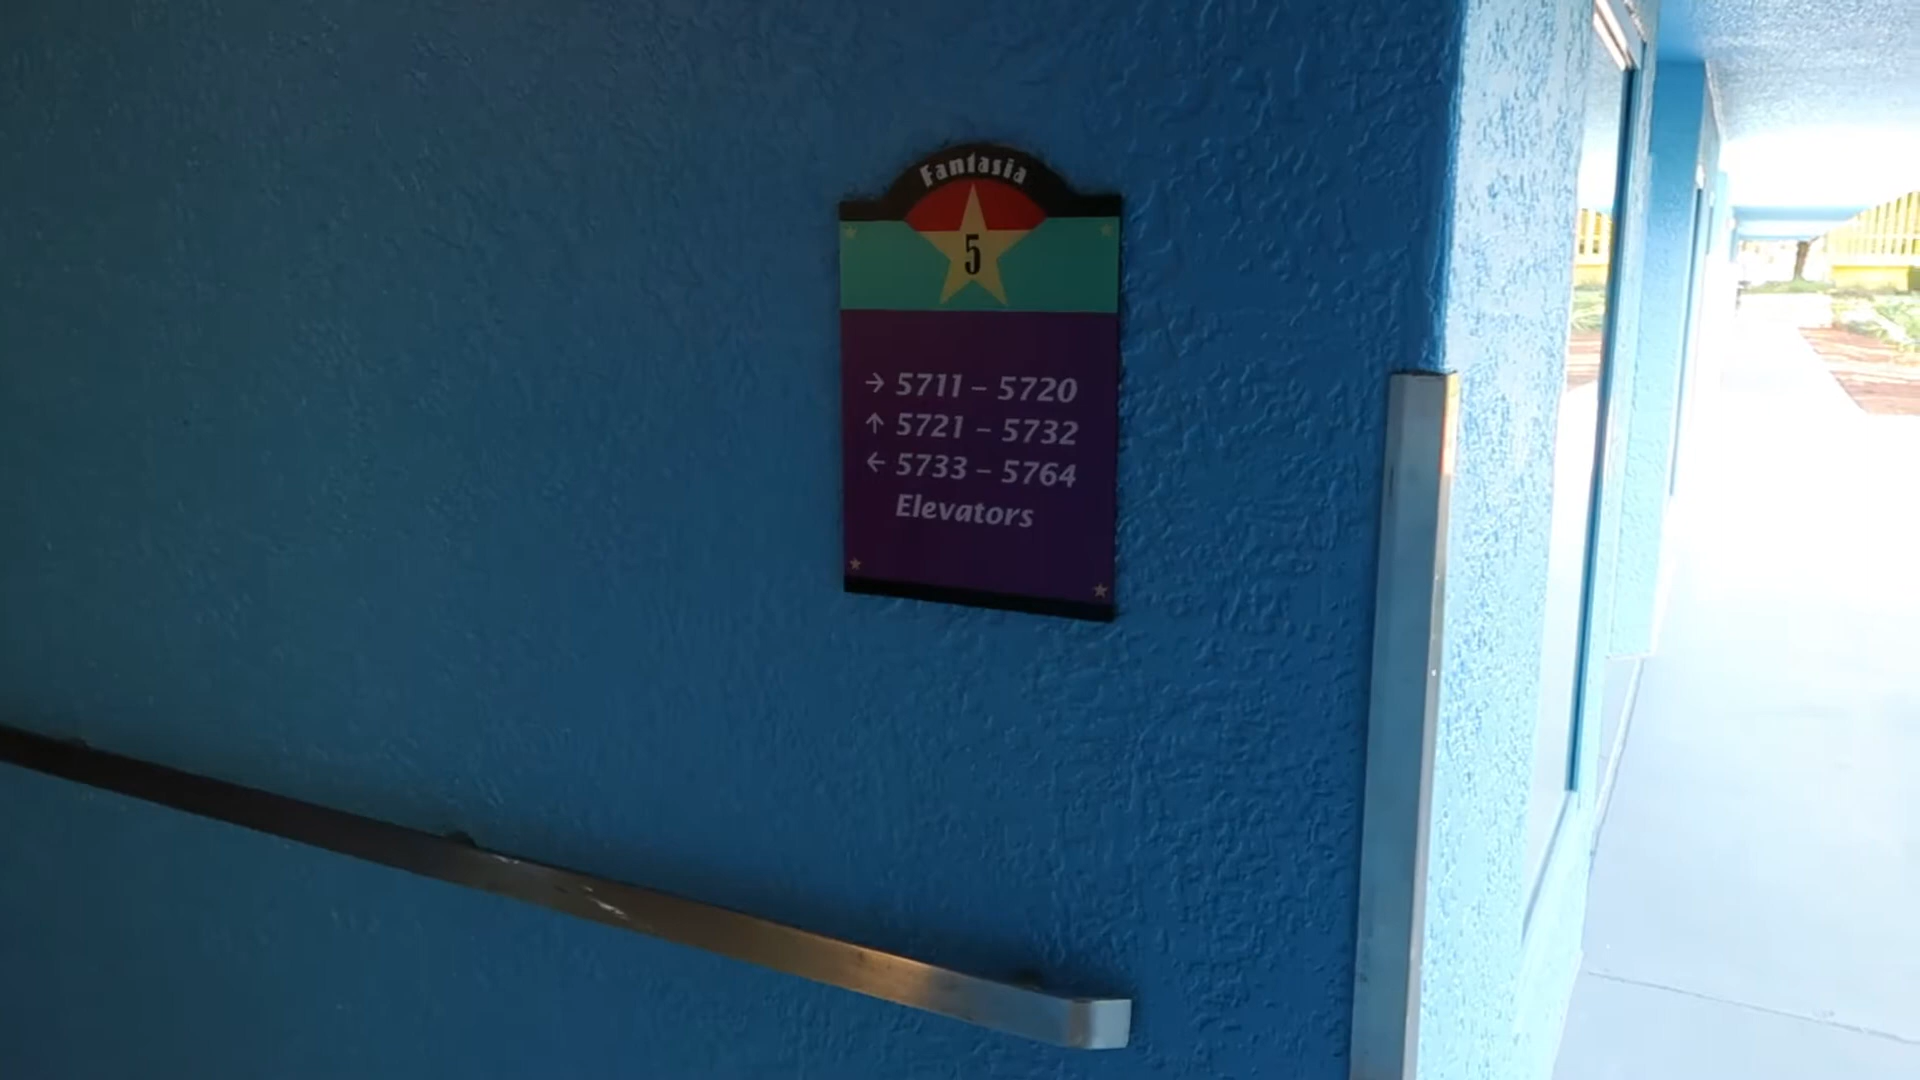 Fantasia
5
→ 5711 – 5720
↑ 5721 – 5732
← 5733 – 5764
Elevators